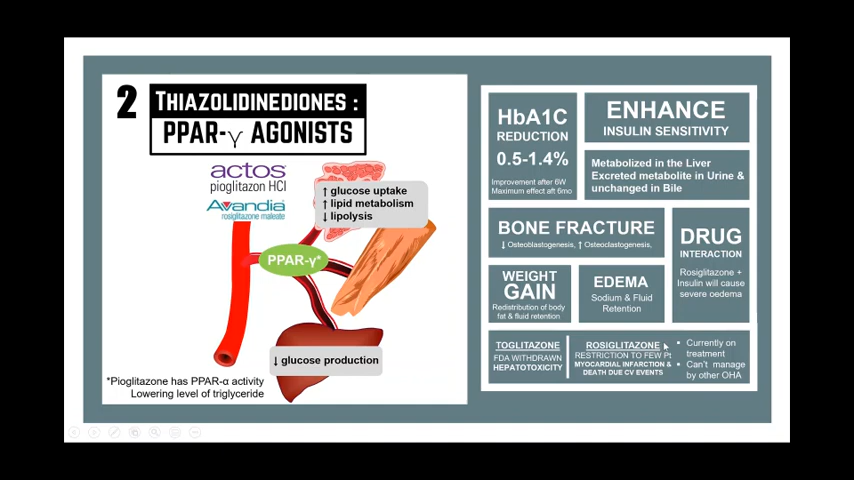 2
THIAZOLIDINEDIONES :
PPAR-γ AGONISTS
actos
pioglitazon HCl
Avandia
rosiglitazone maleate
↑ glucose uptake
↑ lipid metabolism
↓ lipolysis
PPAR-γ*
↓ glucose production
*Pioglitazone has PPAR-α activity
Lowering level of triglyceride
HbA1C
REDUCTION
0.5-1.4%
Improvement after 6W
Maximum effect aft 6mo
ENHANCE
INSULIN SENSITIVITY
Metabolized in the Liver
Excreted metabolite in Urine &
unchanged in Bile
BONE FRACTURE
↓ Osteoblastogenesis, ↑ Osteoclastogenesis,
DRUG
INTERACTION
Rosiglitazone +
Insulin will cause
severe oedema
WEIGHT
GAIN
Redistribution of body
fat & fluid retention
EDEMA
Sodium & Fluid
Retention
TOGLITAZONE
FDA WITHDRAWN
HEPATOTOXICITY
ROSIGLITAZONE
RESTRICTION TO FEW Pt
MYOCARDIAL INFARCTION &
DEATH DUE CV EVENTS
▪ Currently on
treatment
▪ Can't manage
by other OHA